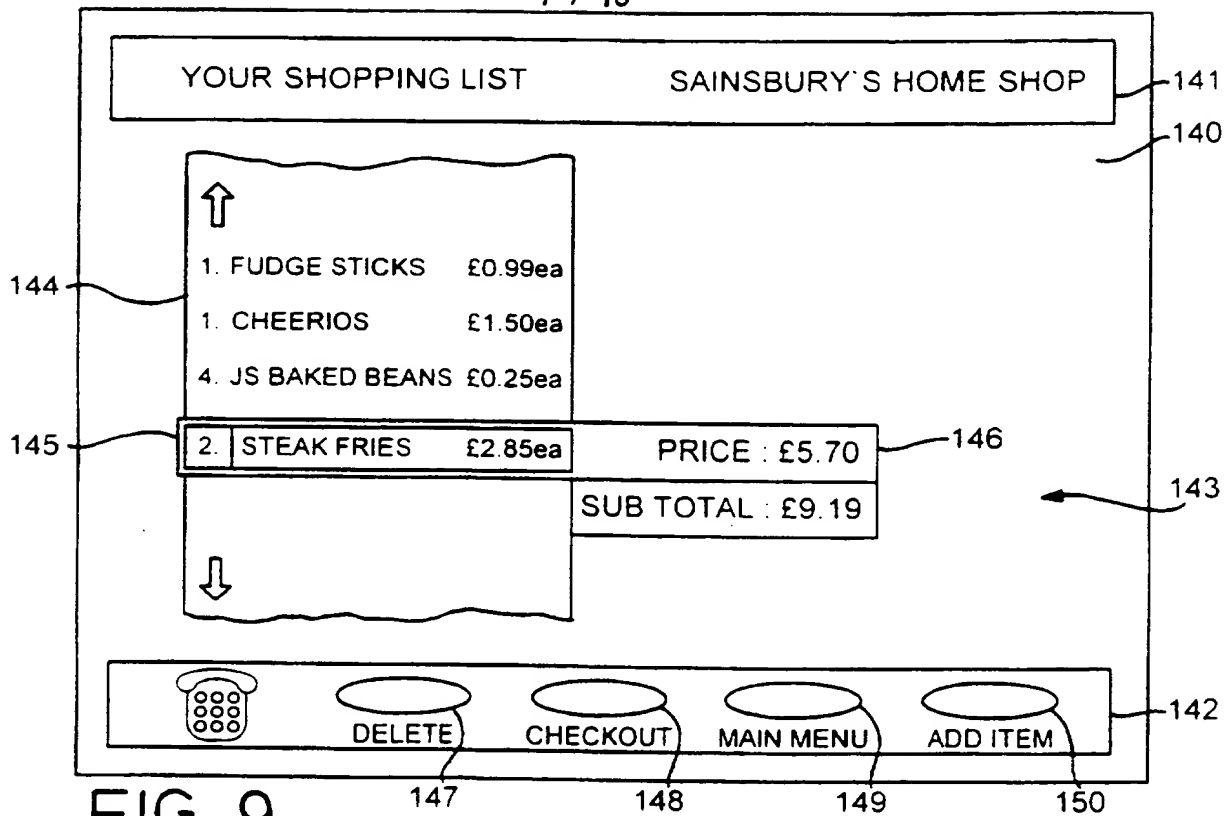 YOUR SHOPPING LIST SAINSBURY'S HOME SHOP
141
140
1. FUDGE STICKS £0.99ea
144
1. CHEERIOS £1.50ea
4. JS BAKED BEANS £0.25ea
145 2. STEAK FRIES £2.85ea PRICE : £5.70 146
143
SUB TOTAL : £9.19
142
DELETE CHECKOUT MAIN MENU ADD ITEM
147 148 149 150
FIG. 9